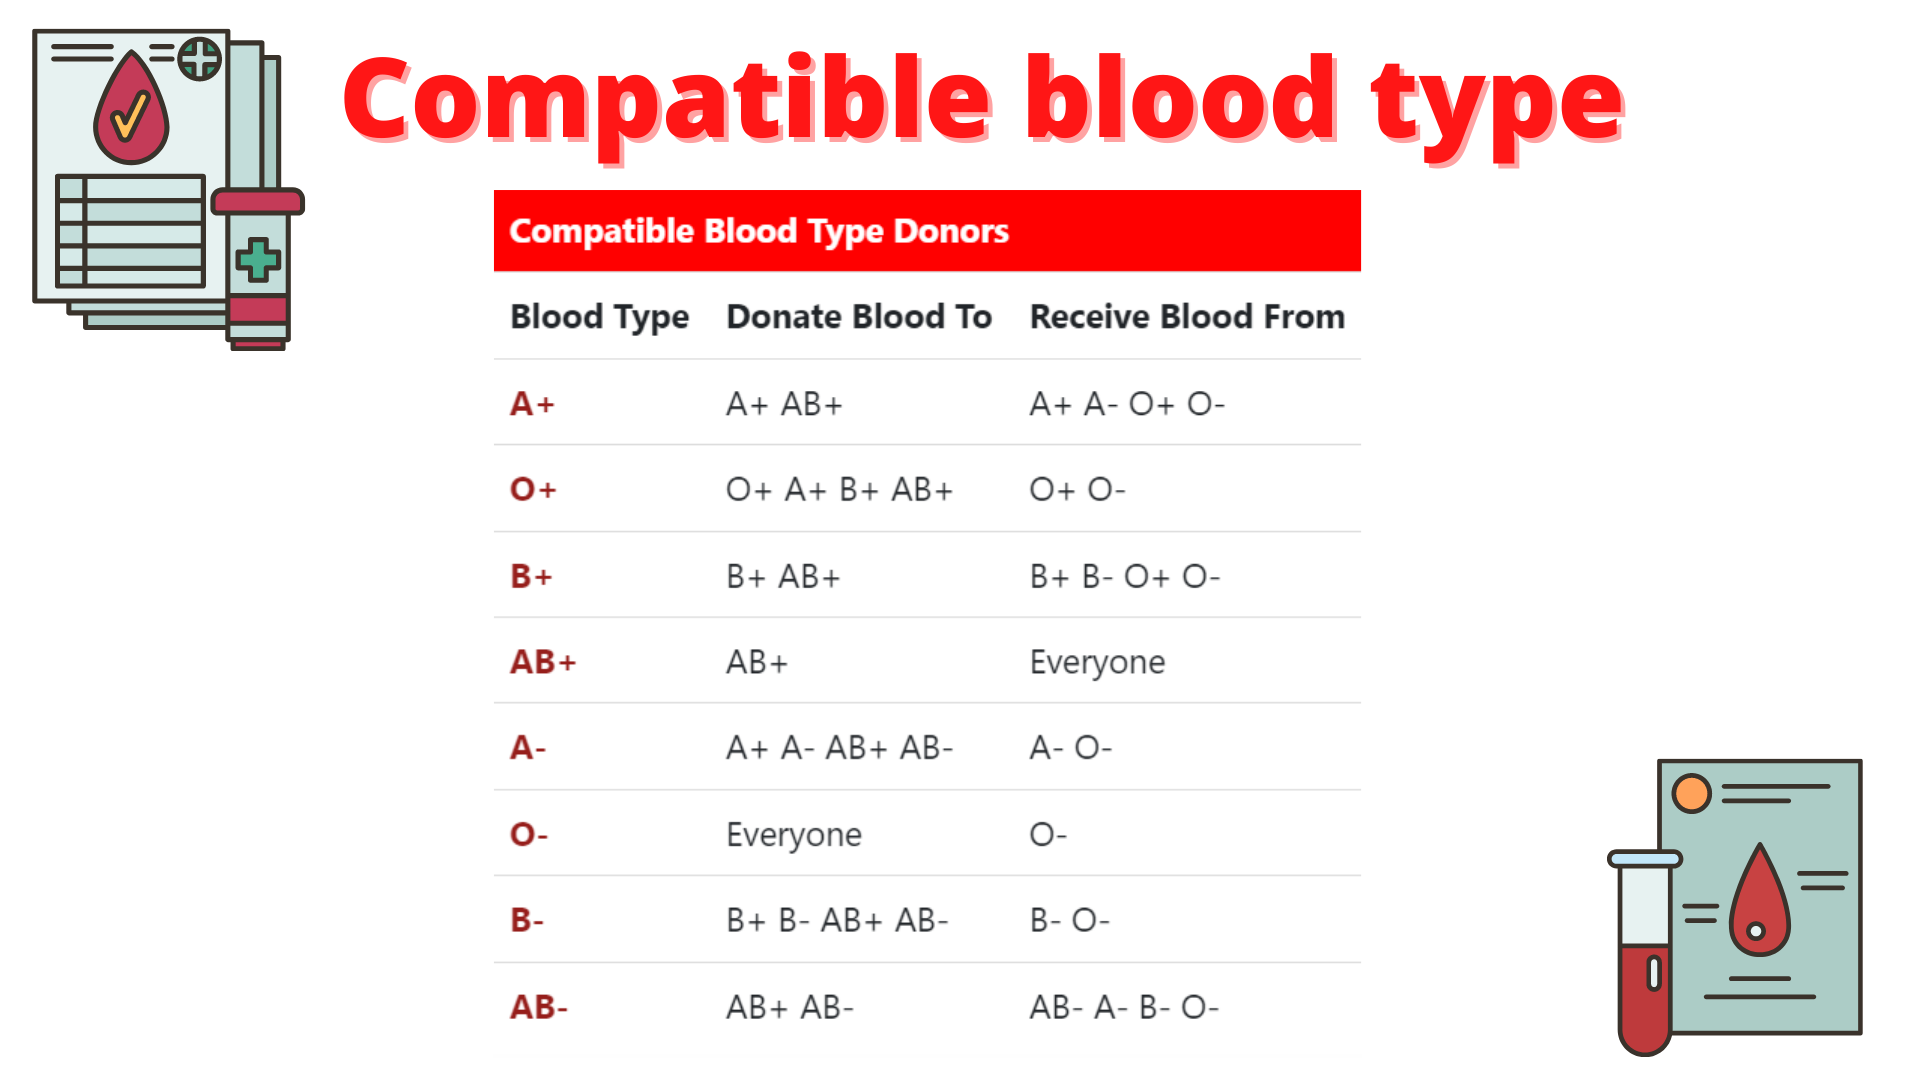 Compatible blood type
Compatible Blood Type Donors
Blood Type Donate Blood To Receive Blood From
A+ A+ AB+ A+ A- O+ O-
O+ O+ A+ B+ AB+ O+ O-
B+ B+ AB+ B+ B- O+ O-
AB+ AB+ Everyone
A- A+ A- AB+ AB- A- O-
O- Everyone O-
B- B+ B- AB+ AB- B- O-
AB- AB+ AB- AB- A- B- O-